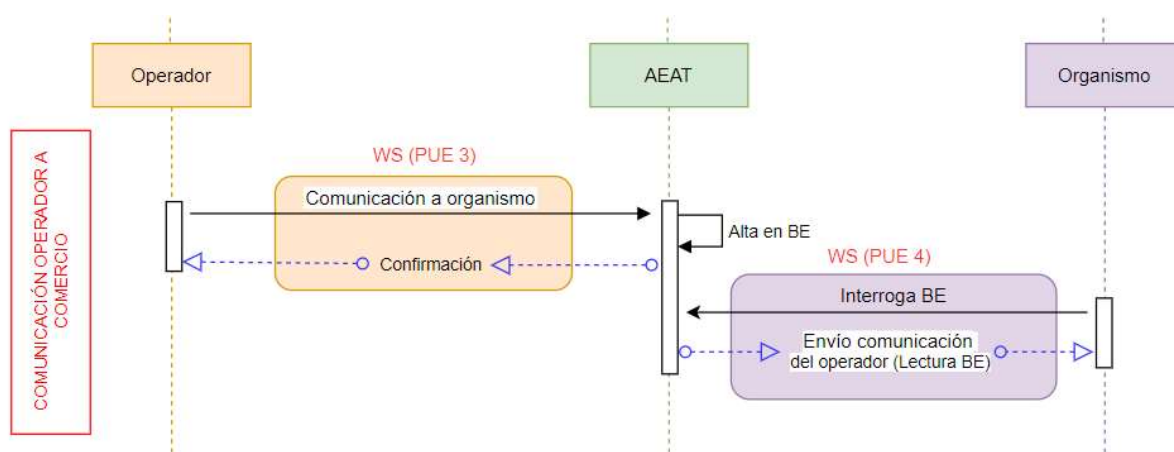 Operador
AEAT
Organismo
COMUNICACIÓN OPERADOR A
COMERCIO
WS (PUE 3)
Comunicación a organismo
Alta en BE
Confirmación
WS (PUE 4)
Interroga BE
Envío comunicación
del operador (Lectura BE)